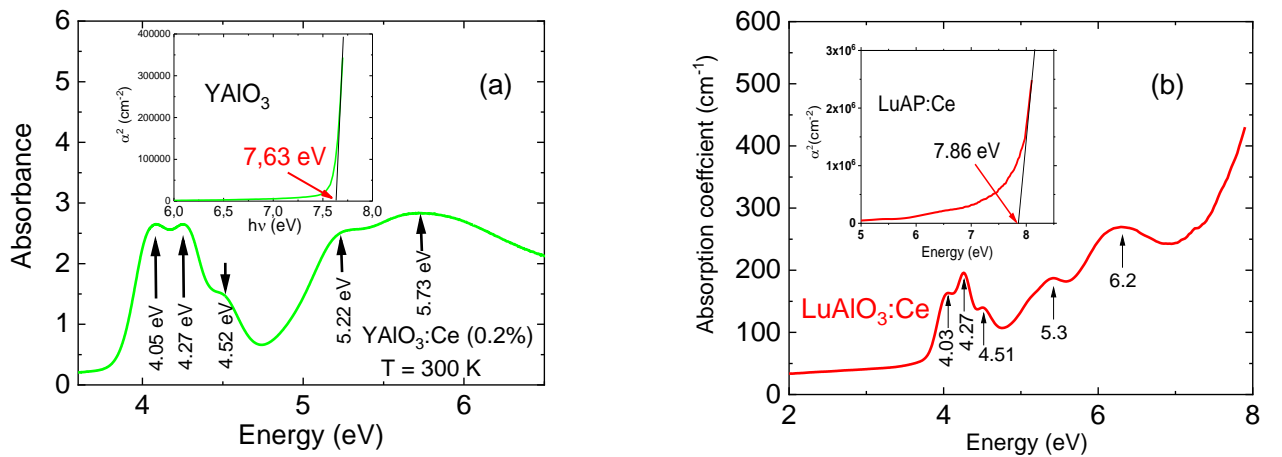 (a)
Absorbance
6
5
4
3
2
1
0
4
5
6
Energy (eV)
4.05 eV
4.27 eV
4.52 eV
5.22 eV
5.73 eV
YAlO3:Ce (0.2%)
T = 300 K
α2 (cm-2)
400000
300000
200000
100000
0
6,0
6,5
7,0
7,5
8,0
hν (eV)
YAlO3
7,63 eV
(b)
Absorption coeffcient (cm-1)
600
500
400
300
200
100
0
2
4
6
8
Energy (eV)
LuAlO3:Ce
4.03
4.27
4.51
5.3
6.2
α2(cm-2)
3x106
2x106
1x106
0
5
6
7
8
Energy (eV)
LuAP:Ce
7.86 eV